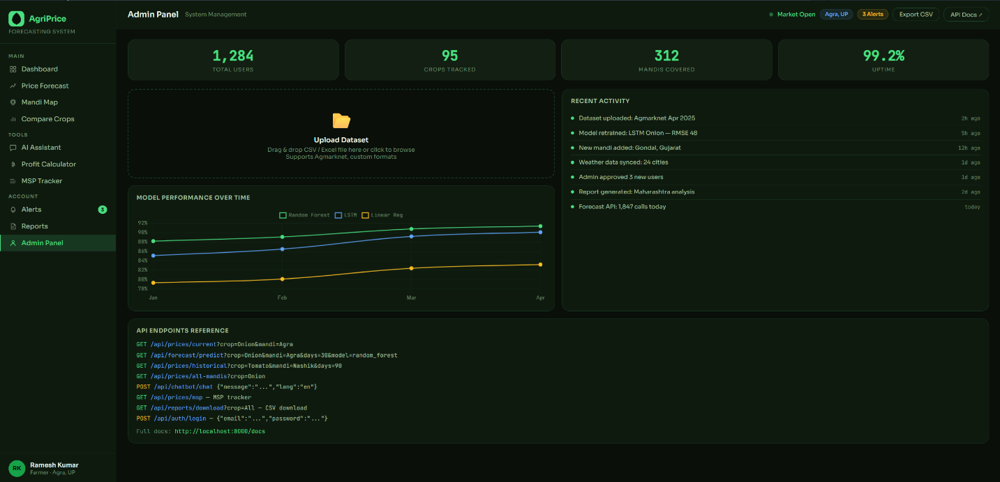 AgriPrice
FORECASTING SYSTEM
MAIN
Dashboard
Price Forecast
Mandi Map
Compare Crops
TOOLS
AI Assistant
Profit Calculator
MSP Tracker
ACCOUNT
Alerts 3
Reports
Admin Panel
RK
Ramesh Kumar
Farmer · Agra, UP
Admin Panel System Management
Market Open Agra, UP 3 Alerts Export CSV API Docs ↗
1,284
TOTAL USERS
95
CROPS TRACKED
312
MANDIS COVERED
99.2%
UPTIME
Upload Dataset
Drag & drop CSV / Excel file here or click to browse
Supports Agmarknet, custom formats
RECENT ACTIVITY
Dataset uploaded: Agmarknet Apr 2025 2h ago
Model retrained: LSTM Onion — RMSE 48 5h ago
New mandi added: Gondal, Gujarat 12h ago
Weather data synced: 24 cities 1d ago
Admin approved 3 new users 1d ago
Report generated: Maharashtra analysis 2d ago
Forecast API: 1,847 calls today today
MODEL PERFORMANCE OVER TIME
Random Forest LSTM Linear Reg
92%
90%
88%
86%
84%
82%
80%
78%
Jan Feb Mar Apr
API ENDPOINTS REFERENCE
GET /api/prices/current?crop=Onion&mandi=Agra
GET /api/forecast/predict?crop=Onion&mandi=Agra&days=30&model=random_forest
GET /api/prices/historical?crop=Tomato&mandi=Nashik&days=90
GET /api/prices/all-mandis?crop=Onion
POST /api/chatbot/chat {"message":"...","lang":"en"}
GET /api/prices/msp — MSP tracker
GET /api/reports/download?crop=All — CSV download
POST /api/auth/login — {"email":"...","password":"..."}
Full docs: http://localhost:8000/docs